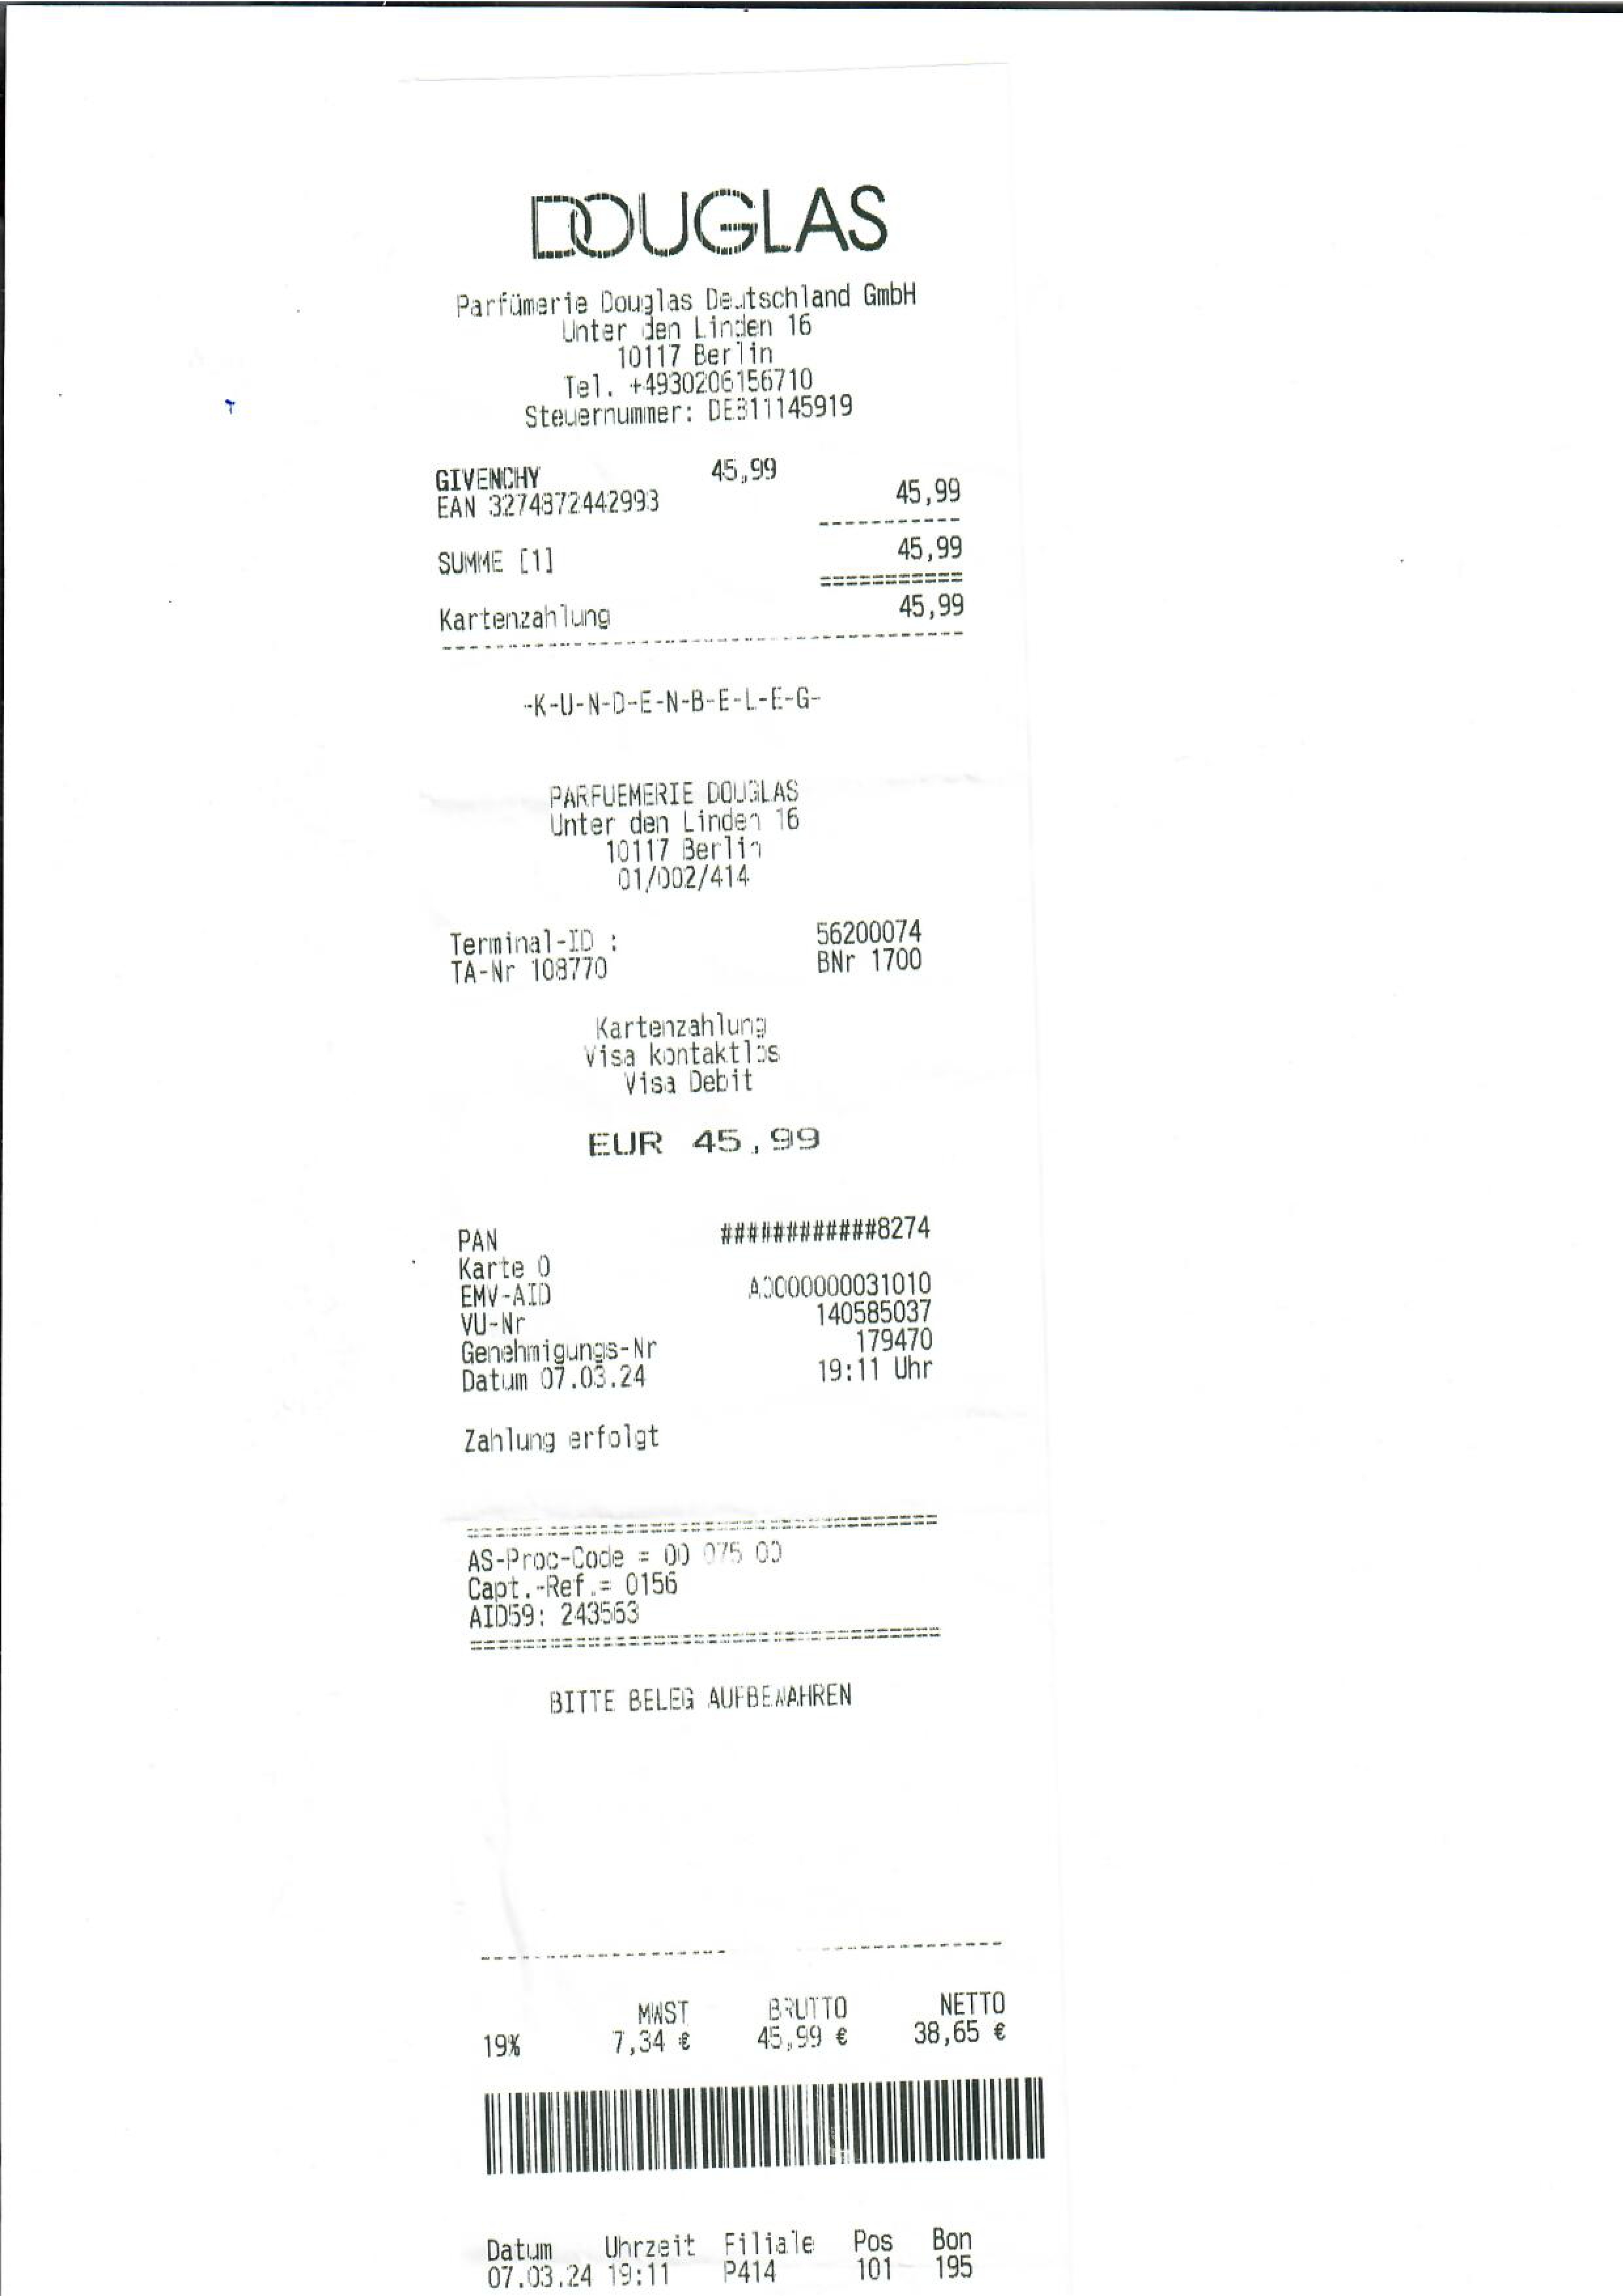 DOUGLAS
Parfümerie Douglas Deutschland GmbH
Unter den Linden 16
10117 Berlin
Tel. +4930206156710
Steuernummer: DE811145919
GIVENCHY 45,99
EAN 3274872442993 45,99
-----------
SUMME [1] 45,99
===========
Kartenzahlung 45,99
----------------------------------------
-K-U-N-D-E-N-B-E-L-E-G-
PARFUEMERIE DOUGLAS
Unter den Linden 16
10117 Berlin
01/002/414
Terminal-ID : 56200074
TA-Nr 108770 BNr 1700
Kartenzahlung
Visa kontaktlos
Visa Debit
EUR 45,99
PAN ############8274
Karte 0
EMV-AID A0000000031010
VU-Nr 140585037
Genehmigungs-Nr 179470
Datum 07.03.24 19:11 Uhr
Zahlung erfolgt
====================================
AS-Proc-Code = 00 075 00
Capt.-Ref.= 0156
AID59: 243563
====================================
BITTE BELEG AUFBEWAHREN
----------------------------------------
MWST BRUTTO NETTO
19% 7,34 € 45,99 € 38,65 €
Datum Uhrzeit Filiale Pos Bon
07.03.24 19:11 P414 101 195